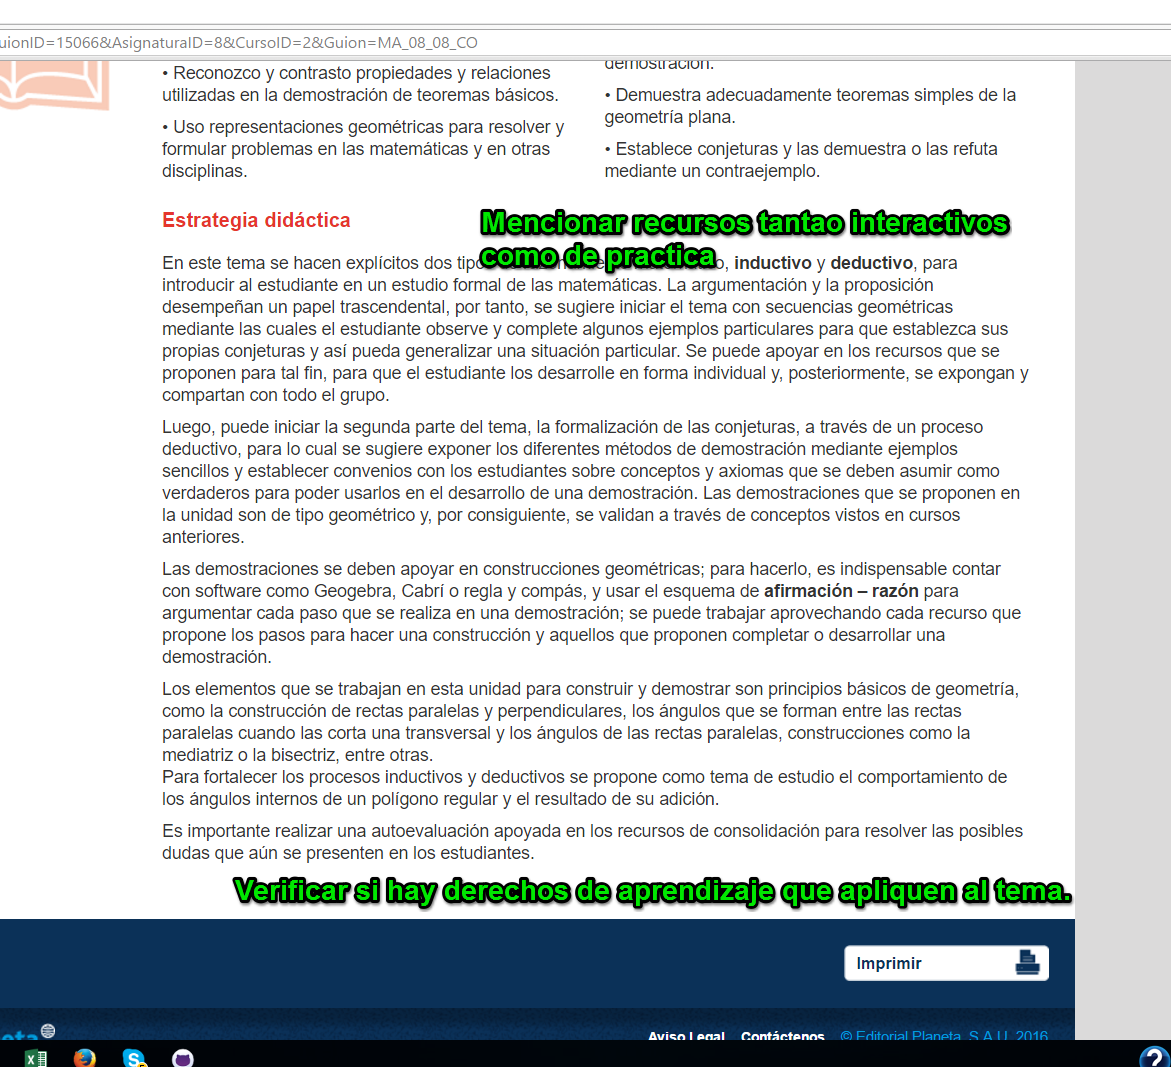 uionID=15066&AsignaturaID=8&CursoID=2&Guion=MA_08_08_CO
• Reconozco y contrasto propiedades y relaciones
utilizadas en la demostración de teoremas básicos.
• Uso representaciones geométricas para resolver y
formular problemas en las matemáticas y en otras
disciplinas.
demostración.
• Demuestra adecuadamente teoremas simples de la
geometría plana.
• Establece conjeturas y las demuestra o las refuta
mediante un contraejemplo.
Estrategia didáctica
Mencionar recursos tantao interactivos
como de practica
En este tema se hacen explícitos dos tipo, inductivo y deductivo, para
introducir al estudiante en un estudio formal de las matemáticas. La argumentación y la proposición
desempeñan un papel trascendental, por tanto, se sugiere iniciar el tema con secuencias geométricas
mediante las cuales el estudiante observe y complete algunos ejemplos particulares para que establezca sus
propias conjeturas y así pueda generalizar una situación particular. Se puede apoyar en los recursos que se
proponen para tal fin, para que el estudiante los desarrolle en forma individual y, posteriormente, se expongan y
compartan con todo el grupo.
Luego, puede iniciar la segunda parte del tema, la formalización de las conjeturas, a través de un proceso
deductivo, para lo cual se sugiere exponer los diferentes métodos de demostración mediante ejemplos
sencillos y establecer convenios con los estudiantes sobre conceptos y axiomas que se deben asumir como
verdaderos para poder usarlos en el desarrollo de una demostración. Las demostraciones que se proponen en
la unidad son de tipo geométrico y, por consiguiente, se validan a través de conceptos vistos en cursos
anteriores.
Las demostraciones se deben apoyar en construcciones geométricas; para hacerlo, es indispensable contar
con software como Geogebra, Cabrí o regla y compás, y usar el esquema de afirmación – razón para
argumentar cada paso que se realiza en una demostración; se puede trabajar aprovechando cada recurso que
propone los pasos para hacer una construcción y aquellos que proponen completar o desarrollar una
demostración.
Los elementos que se trabajan en esta unidad para construir y demostrar son principios básicos de geometría,
como la construcción de rectas paralelas y perpendiculares, los ángulos que se forman entre las rectas
paralelas cuando las corta una transversal y los ángulos de las rectas paralelas, construcciones como la
mediatriz o la bisectriz, entre otras.
Para fortalecer los procesos inductivos y deductivos se propone como tema de estudio el comportamiento de
los ángulos internos de un polígono regular y el resultado de su adición.
Es importante realizar una autoevaluación apoyada en los recursos de consolidación para resolver las posibles
dudas que aún se presenten en los estudiantes.
Verificar si hay derechos de aprendizaje que apliquen al tema.
Imprimir
eta
Aviso Legal Contáctenos © Editorial Planeta, S.A.U. 2016